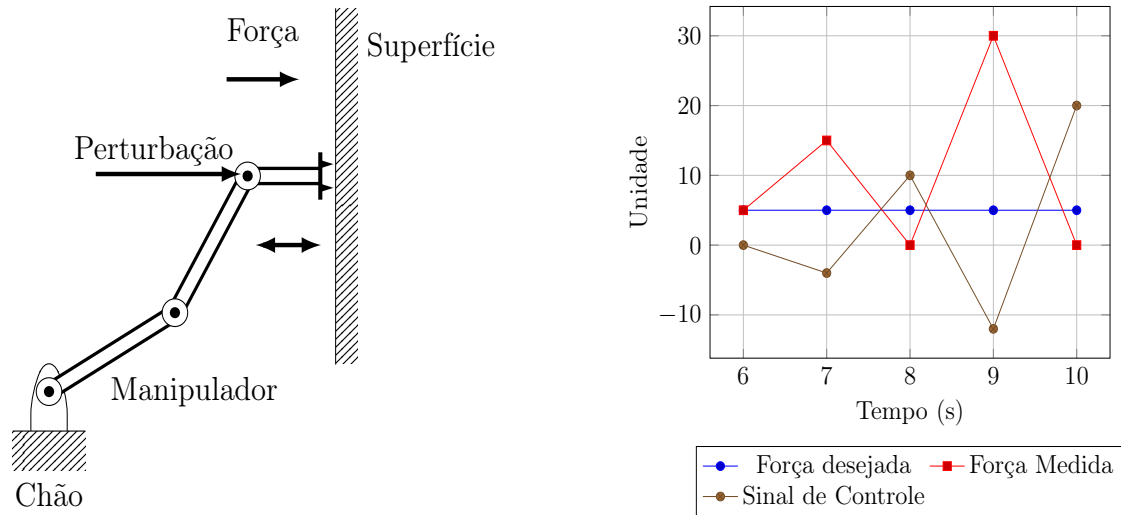 Força
Superfície
Perturbação
Manipulador
Chão
30
20
10
0
−10
Unidade
6 7 8 9 10
Tempo (s)
Força desejada Força Medida
Sinal de Controle